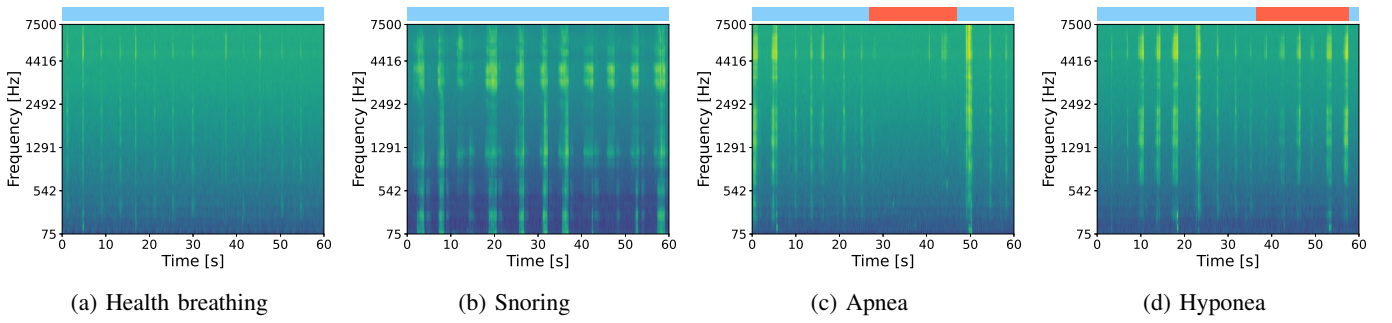 7500
4416
2492
1291
542
75
Frequency [Hz]
0 10 20 30 40 50 60
Time [s]
(a) Health breathing
7500
4416
2492
1291
542
75
Frequency [Hz]
0 10 20 30 40 50 60
Time [s]
(b) Snoring
7500
4416
2492
1291
542
75
Frequency [Hz]
0 10 20 30 40 50 60
Time [s]
(c) Apnea
7500
4416
2492
1291
542
75
Frequency [Hz]
0 10 20 30 40 50 60
Time [s]
(d) Hyponea